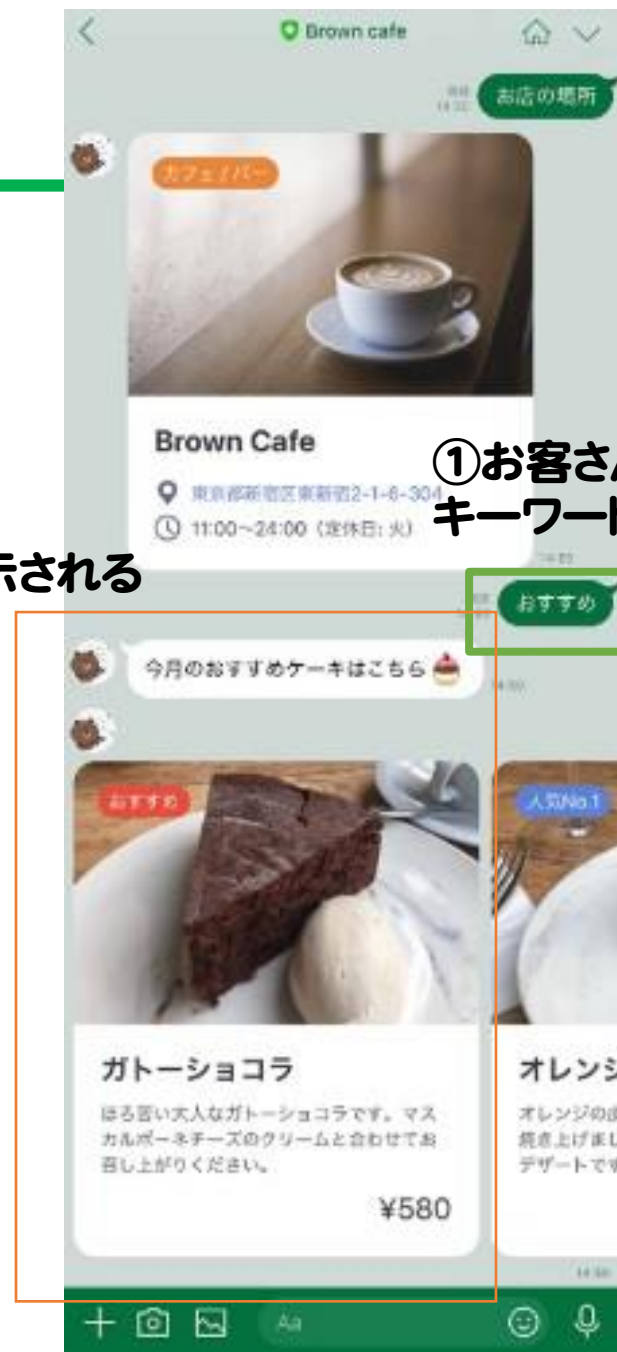 Brown cafe
お店の場所
カフェ/バー
Brown Cafe
東京都新宿区東新宿2-1-6-304
11:00~24:00 (定休日: 火)
①お客さ
キーワー
示される
おすすめ
今月のおすすめケーキはこちら
おすすめ
人気No.1
ガトーショコラ
ほろ苦い大人なガトーショコラです。マス
カルポーネチーズのクリームと合わせてお
召し上がりください。
¥580
オレンジ
オレンジの
焼き上げまし
デザートです
Aa